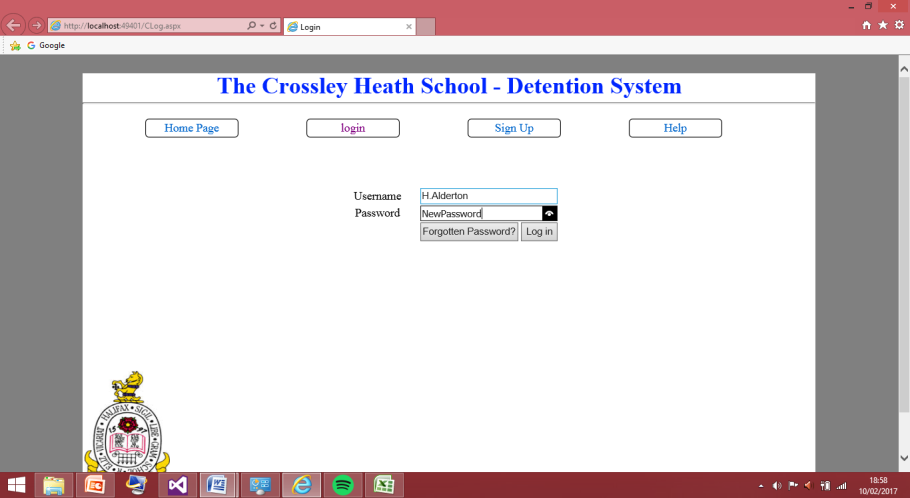 http://localhost:49401/CLog.aspx
Login
Google
The Crossley Heath School - Detention System
Home Page
login
Sign Up
Help
Username
H.Alderton
Password
NewPassword
Forgotten Password?
Log in
HALIFAX
18:58
10/02/2017